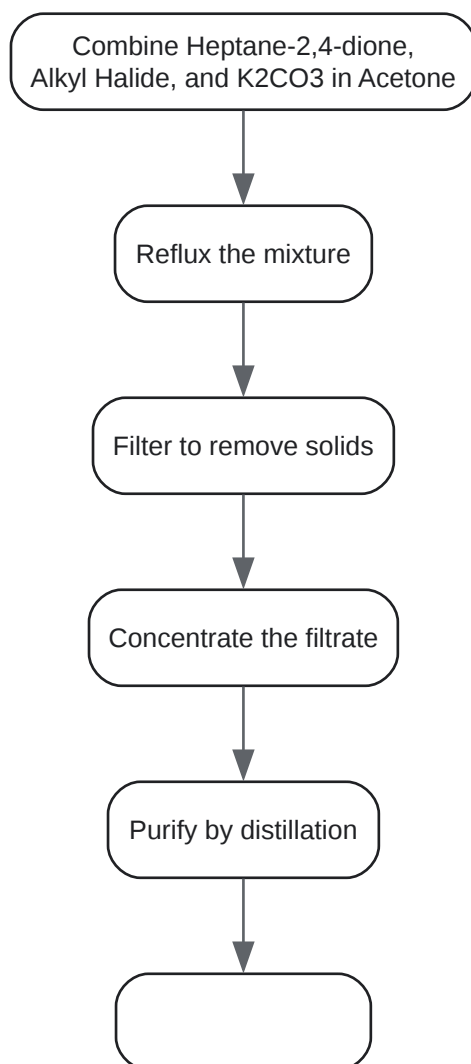 Combine Heptane-2,4-dione,
Alkyl Halide, and K2CO3 in Acetone
Reflux the mixture
Filter to remove solids
Concentrate the filtrate
Purify by distillation